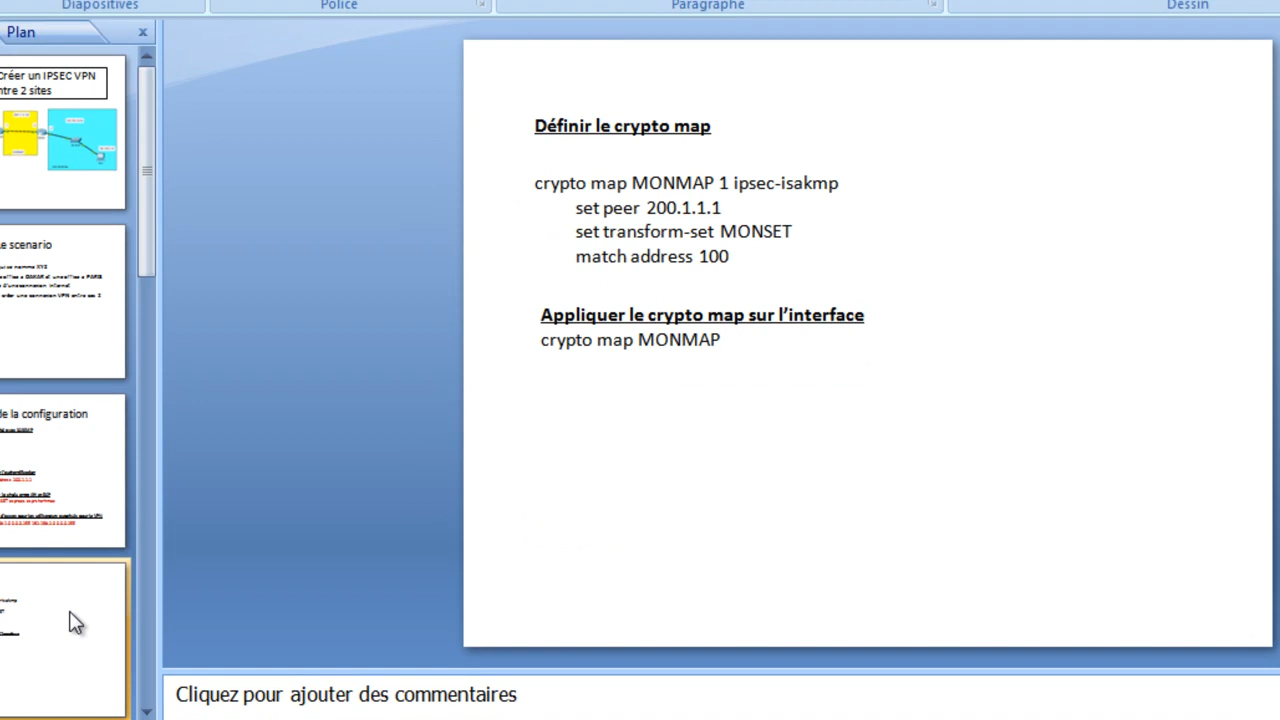 Diapositives
Police
Paragraphe
Dessin
Plan
Créer un IPSEC VPN
ntre 2 sites
e scenario
de la configuration
Définir le crypto map
crypto map MONMAP 1 ipsec-isakmp
set peer 200.1.1.1
set transform-set MONSET
match address 100
Appliquer le crypto map sur l’interface
crypto map MONMAP
Cliquez pour ajouter des commentaires